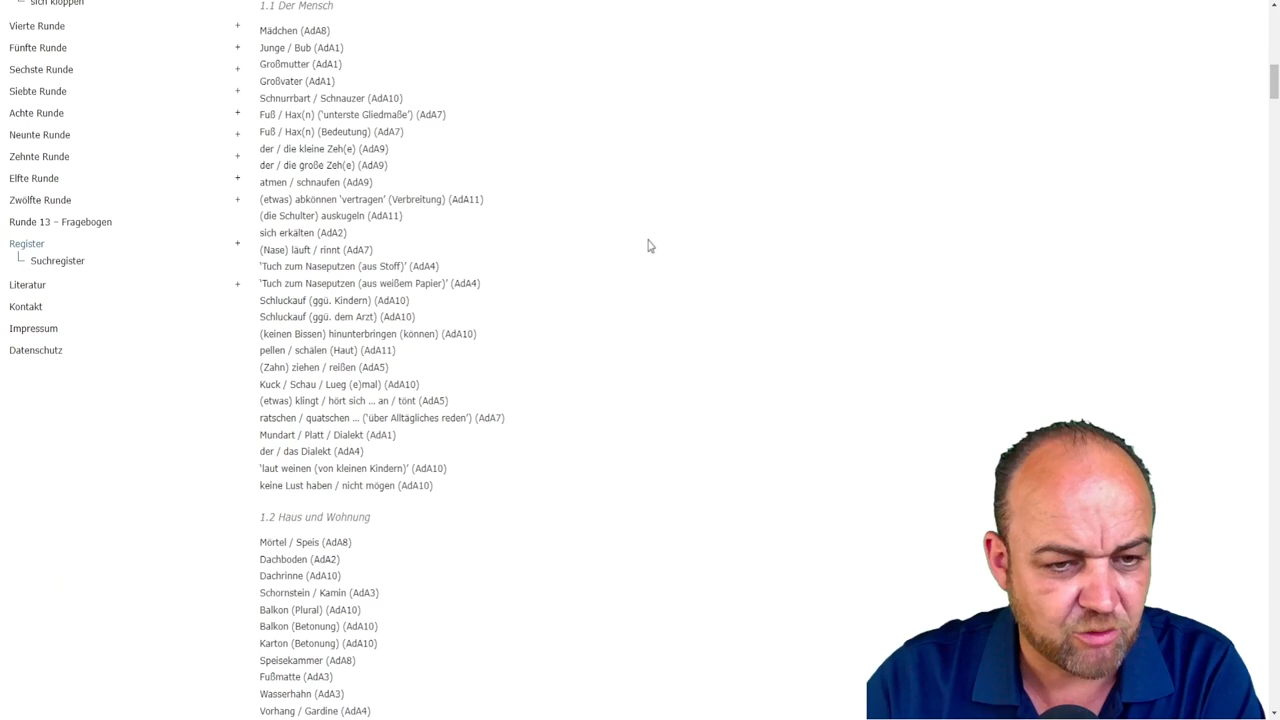 sich kloppen
Vierte Runde +
Fünfte Runde +
Sechste Runde +
Siebte Runde +
Achte Runde +
Neunte Runde +
Zehnte Runde +
Elfte Runde +
Zwölfte Runde +
Runde 13 – Fragebogen
Register +
Suchregister
Literatur +
Kontakt
Impressum
Datenschutz
1.1 Der Mensch
Mädchen (AdA8)
Junge / Bub (AdA1)
Großmutter (AdA1)
Großvater (AdA1)
Schnurrbart / Schnauzer (AdA10)
Fuß / Hax(n) (‘unterste Gliedmaße’) (AdA7)
Fuß / Hax(n) (Bedeutung) (AdA7)
der / die kleine Zeh(e) (AdA9)
der / die große Zeh(e) (AdA9)
atmen / schnaufen (AdA9)
(etwas) abkönnen ‘vertragen’ (Verbreitung) (AdA11)
(die Schulter) auskugeln (AdA11)
sich erkälten (AdA2)
(Nase) läuft / rinnt (AdA7)
‘Tuch zum Naseputzen (aus Stoff)’ (AdA4)
‘Tuch zum Naseputzen (aus weißem Papier)’ (AdA4)
Schluckauf (ggü. Kindern) (AdA10)
Schluckauf (ggü. dem Arzt) (AdA10)
(keinen Bissen) hinunterbringen (können) (AdA10)
pellen / schälen (Haut) (AdA11)
(Zahn) ziehen / reißen (AdA5)
Kuck / Schau / Lueg (e)mal) (AdA10)
(etwas) klingt / hört sich … an / tönt (AdA5)
ratschen / quatschen … (‘über Alltägliches reden’) (AdA7)
Mundart / Platt / Dialekt (AdA1)
der / das Dialekt (AdA4)
‘laut weinen (von kleinen Kindern)’ (AdA10)
keine Lust haben / nicht mögen (AdA10)
1.2 Haus und Wohnung
Mörtel / Speis (AdA8)
Dachboden (AdA2)
Dachrinne (AdA10)
Schornstein / Kamin (AdA3)
Balkon (Plural) (AdA10)
Balkon (Betonung) (AdA10)
Karton (Betonung) (AdA10)
Speisekammer (AdA8)
Fußmatte (AdA3)
Wasserhahn (AdA3)
Vorhang / Gardine (AdA4)